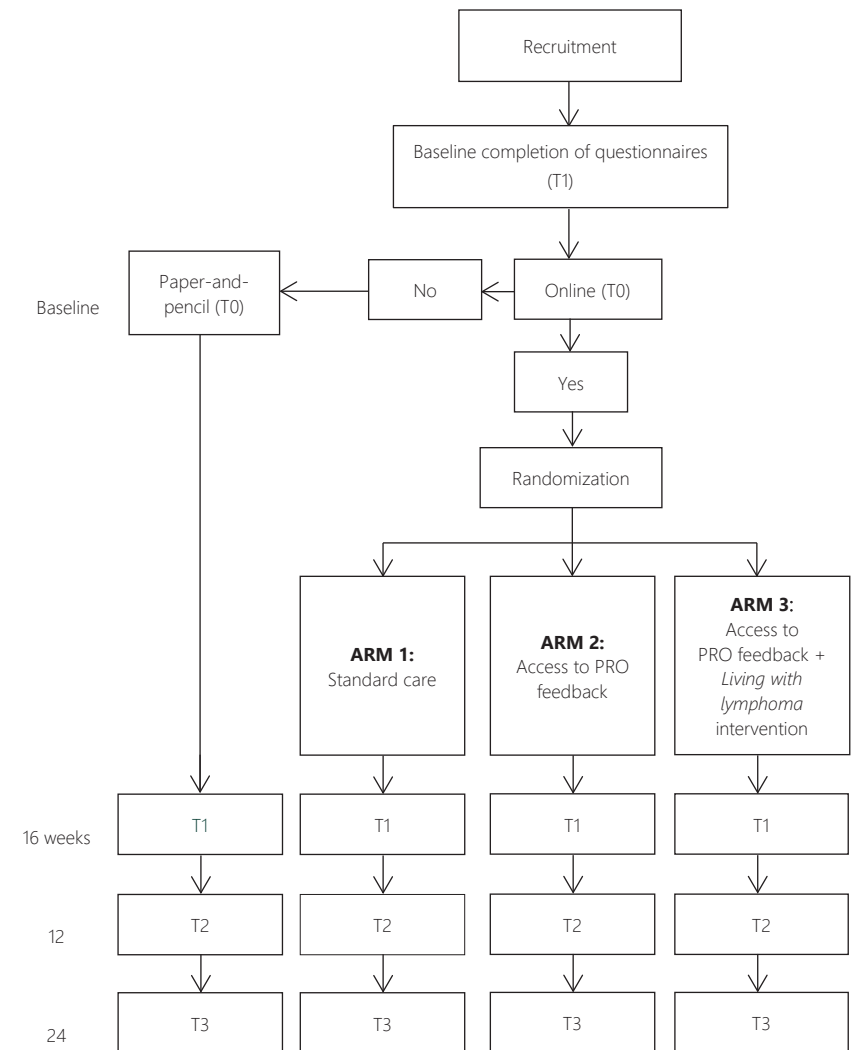 Recruitment
Baseline completion of questionnaires
(T1)
Baseline
Paper-and-
pencil (T0)
No
Online (T0)
Yes
Randomization
ARM 1:
Standard care
ARM 2:
Access to PRO
feedback
ARM 3:
Access to
PRO feedback +
Living with
lymphoma
intervention
16 weeks
T1
T1
T1
T1
12
T2
T2
T2
T2
24
T3
T3
T3
T3